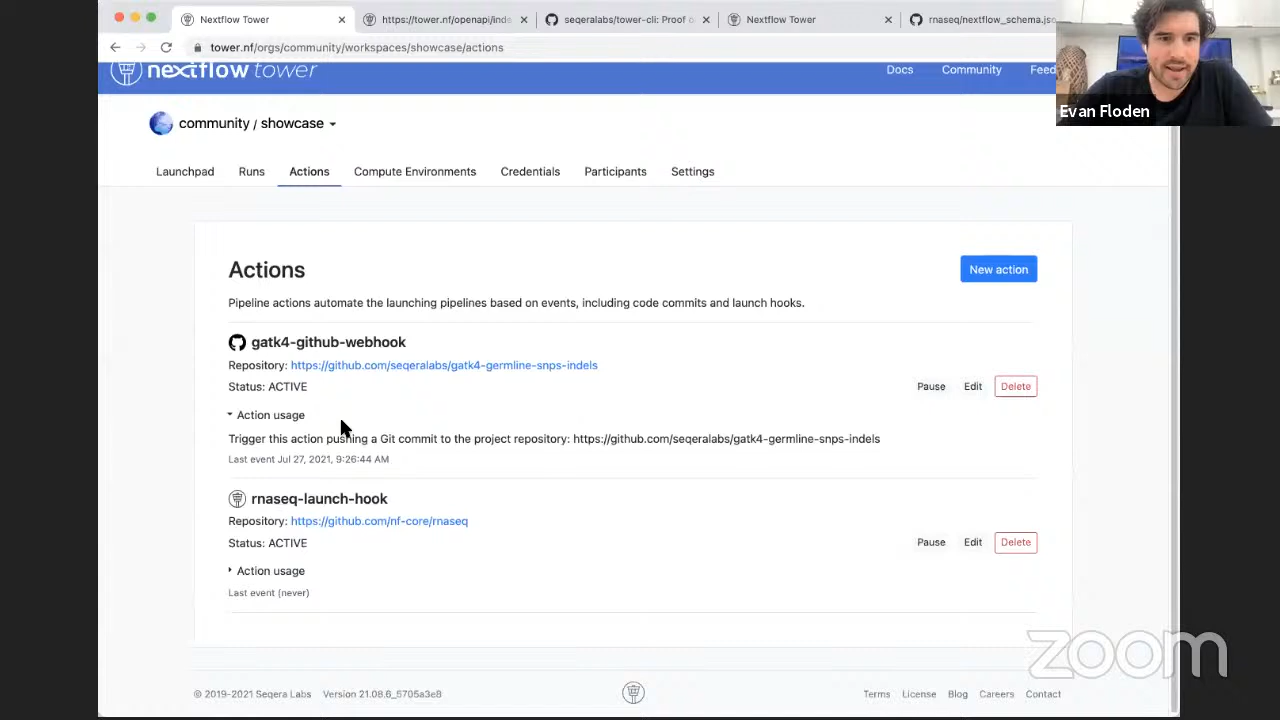 Nextflow Tower
https://tower.nf/openapi/inde
seqeralabs/tower-cli: Proof o
Nextflow Tower
rnaseq/nextflow_schema.jso
tower.nf/orgs/community/workspaces/showcase/actions
nextflow tower
Docs
Community
Feed
Evan Floden
community / showcase
Launchpad
Runs
Actions
Compute Environments
Credentials
Participants
Settings
Actions
New action
Pipeline actions automate the launching pipelines based on events, including code commits and launch hooks.
gatk4-github-webhook
Repository: https://github.com/seqeralabs/gatk4-germline-snps-indels
Status: ACTIVE
Pause
Edit
Delete
Action usage
Trigger this action pushing a Git commit to the project repository: https://github.com/seqeralabs/gatk4-germline-snps-indels
Last event Jul 27, 2021, 9:26:44 AM
rnaseq-launch-hook
Repository: https://github.com/nf-core/rnaseq
Status: ACTIVE
Pause
Edit
Delete
Action usage
Last event (never)
zoom
© 2019-2021 Seqera Labs
Version 21.08.6_5705a3e8
Terms
License
Blog
Careers
Contact